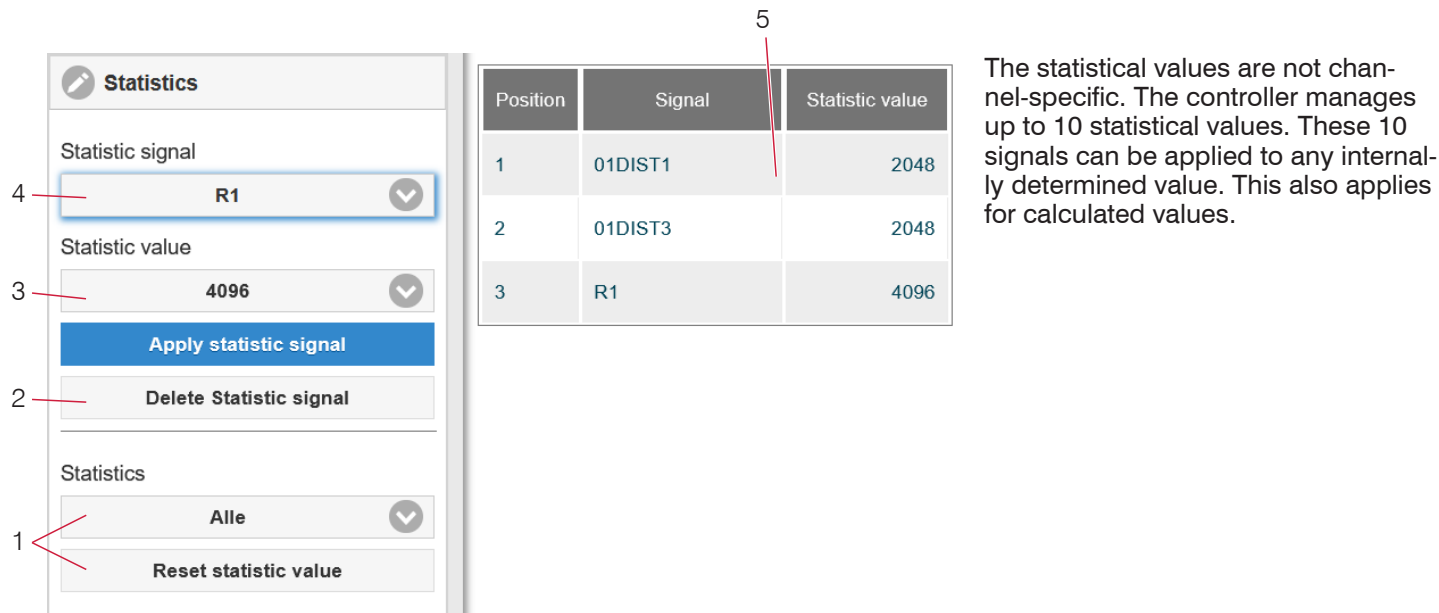 5
Statistics
Statistic signal
4
R1
Statistic value
3
4096
Apply statistic signal
2
Delete Statistic signal
Statistics
Alle
1
Reset statistic value
Position Signal Statistic value
1 01DIST1 2048
2 01DIST3 2048
3 R1 4096
The statistical values are not chan-
nel-specific. The controller manages
up to 10 statistical values. These 10
signals can be applied to any internal-
ly determined value. This also applies
for calculated values.